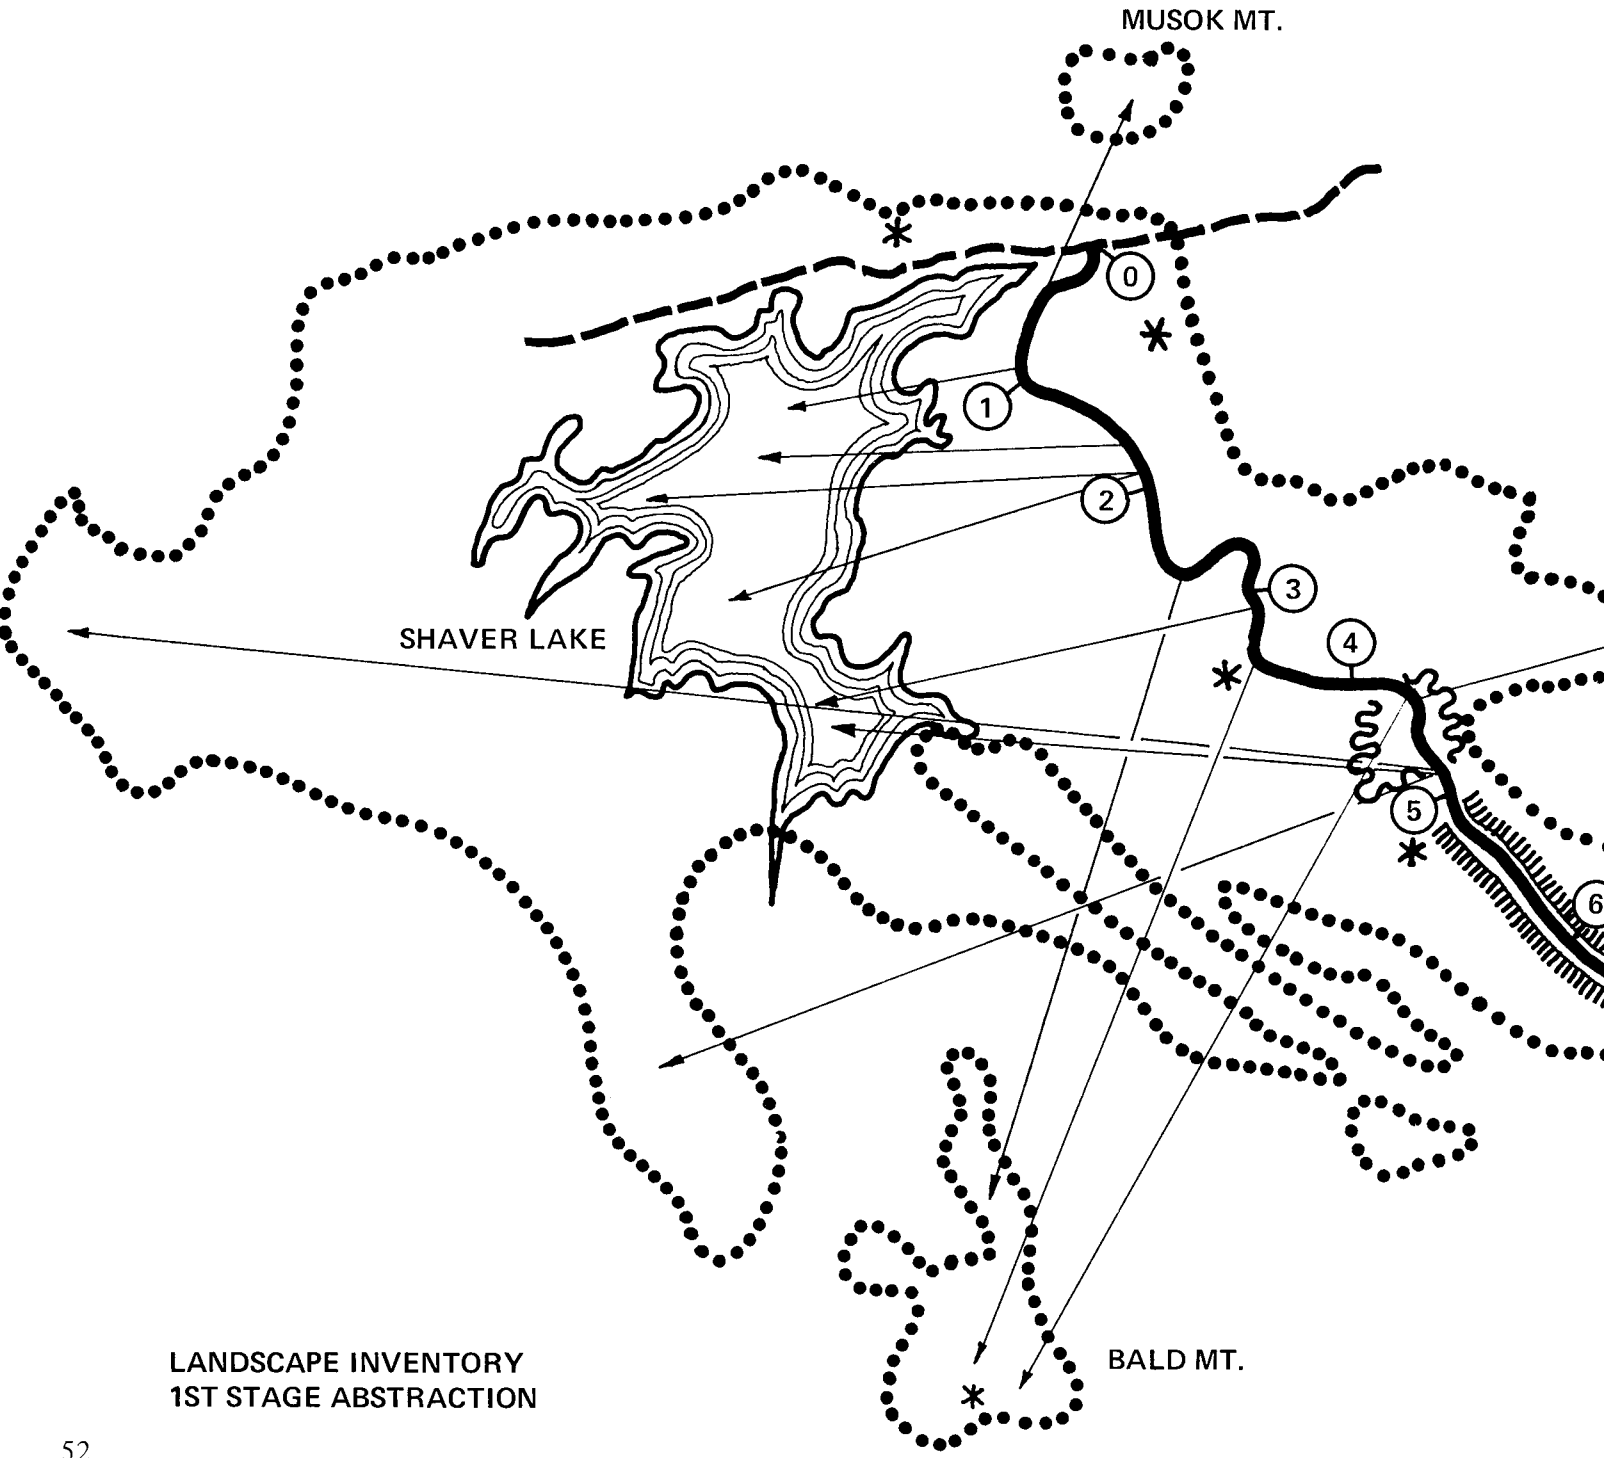 MUSOK MT.
0
1
2
3
SHAVER LAKE
4
5
6
LANDSCAPE INVENTORY
1ST STAGE ABSTRACTION
BALD MT.
52